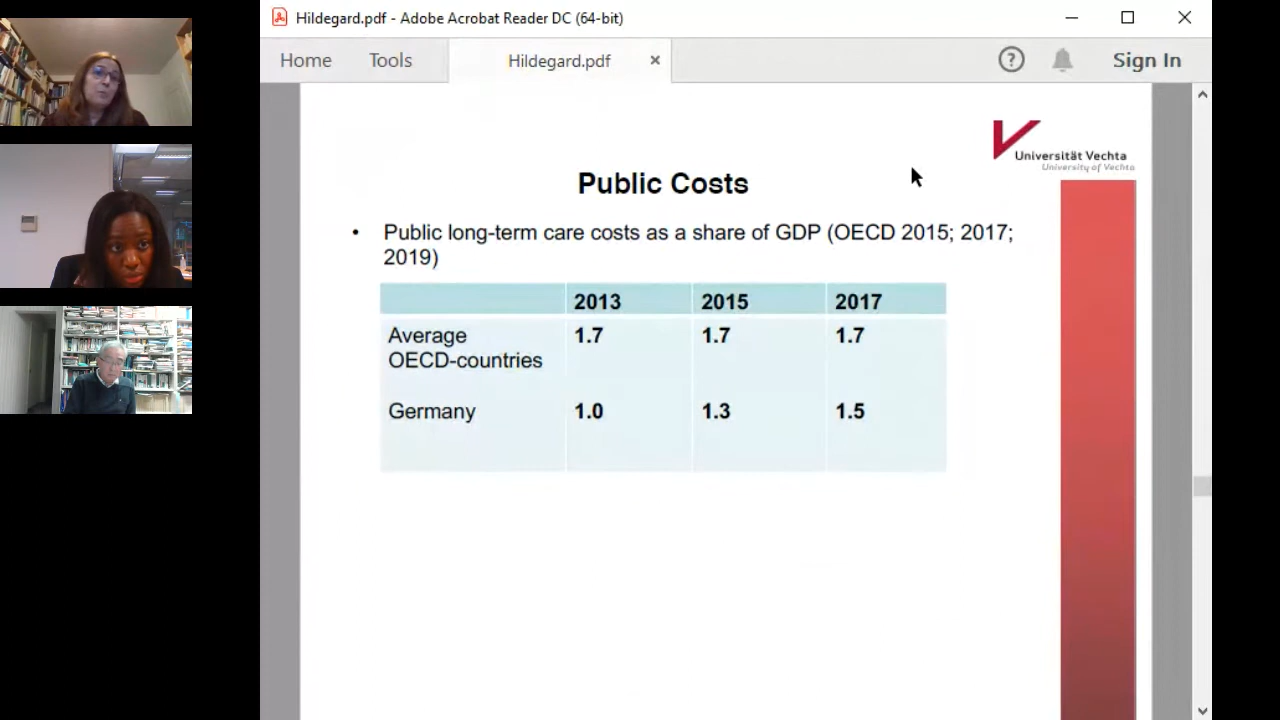 Hildegard.pdf - Adobe Acrobat Reader DC (64-bit)
Home Tools Hildegard.pdf × ? Sign In
Universität Vechta
University of Vechta
Public Costs
• Public long-term care costs as a share of GDP (OECD 2015; 2017;
2019)
2013 2015 2017
Average 1.7 1.7 1.7
OECD-countries
Germany 1.0 1.3 1.5